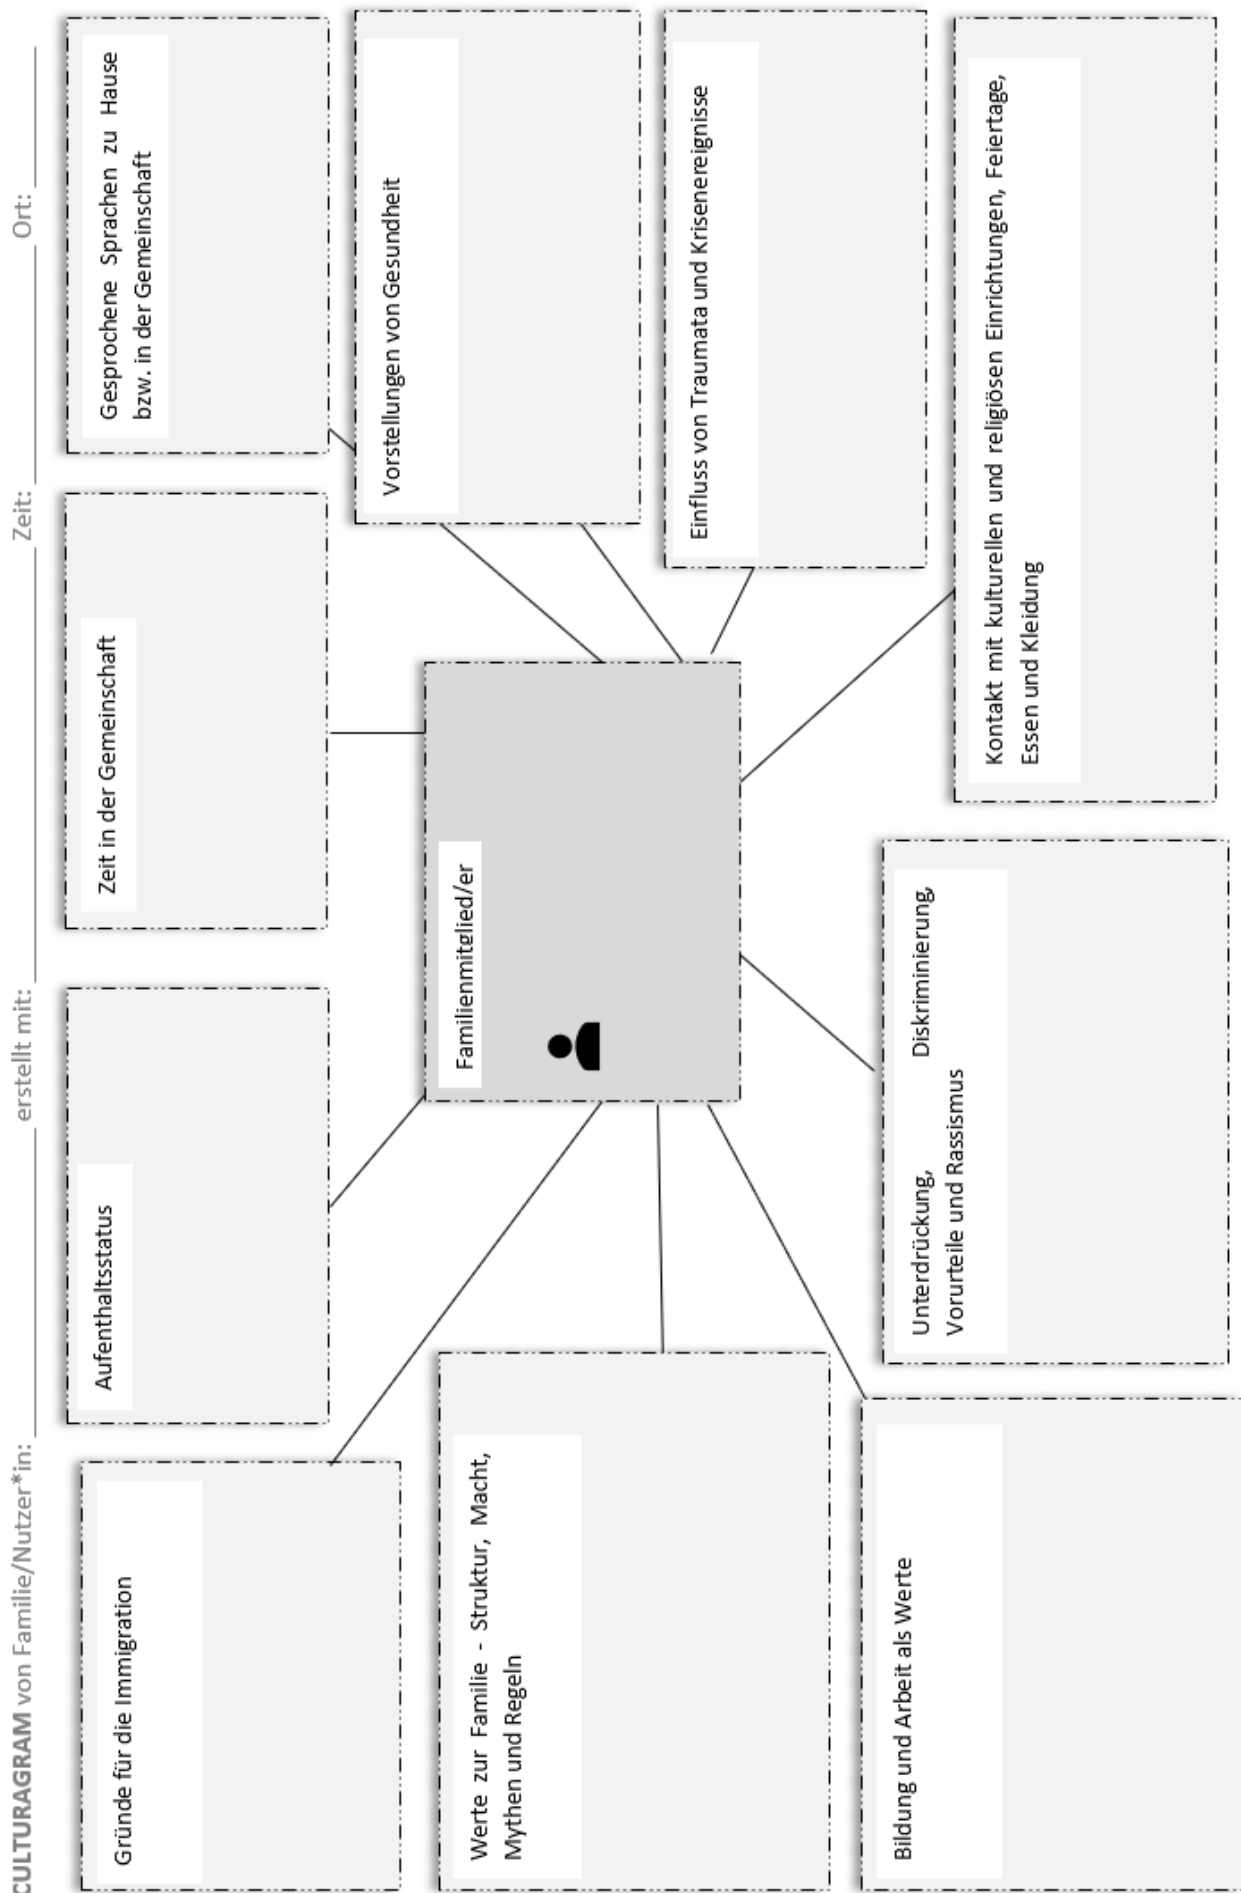 CULTURAGRAM von Familie/Nutzer*in: erstellt mit: Zeit: Ort:
Gründe für die Immigration
Aufenthaltsstatus
Zeit in der Gemeinschaft
Gesprochene Sprachen zu Hause
bzw. in der Gemeinschaft
Werte zur Familie - Struktur, Macht,
Mythen und Regeln
Familienmitglied/er
Vorstellungen von Gesundheit
Einfluss von Traumata und Krisenereignisse
Bildung und Arbeit als Werte
Unterdrückung, Diskriminierung,
Vorurteile und Rassismus
Kontakt mit kulturellen und religiösen Einrichtungen, Feiertage,
Essen und Kleidung